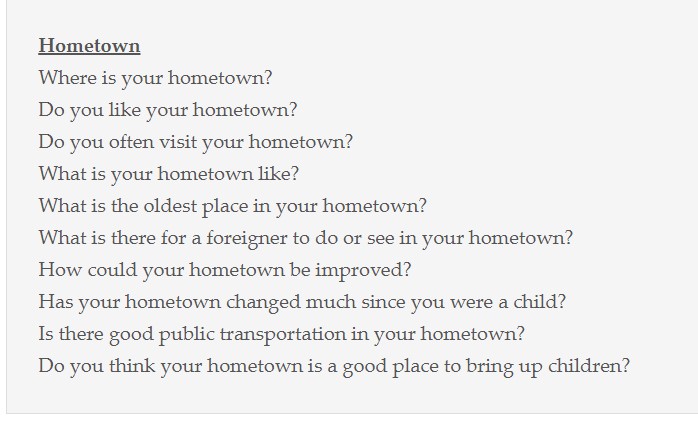 Hometown
Where is your hometown?
Do you like your hometown?
Do you often visit your hometown?
What is your hometown like?
What is the oldest place in your hometown?
What is there for a foreigner to do or see in your hometown?
How could your hometown be improved?
Has your hometown changed much since you were a child?
Is there good public transportation in your hometown?
Do you think your hometown is a good place to bring up children?